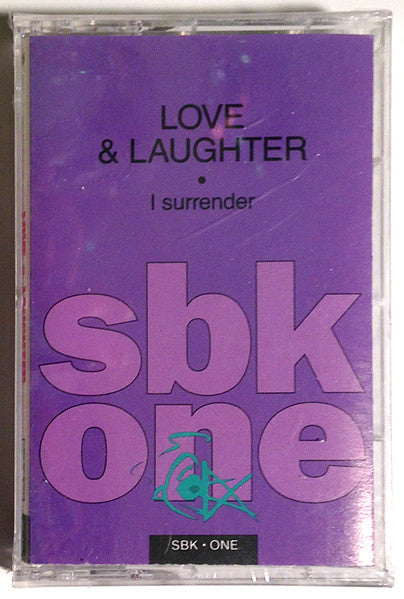 LOVE
& LAUGHTER
•
I surrender
sbk
one
SBK • ONE